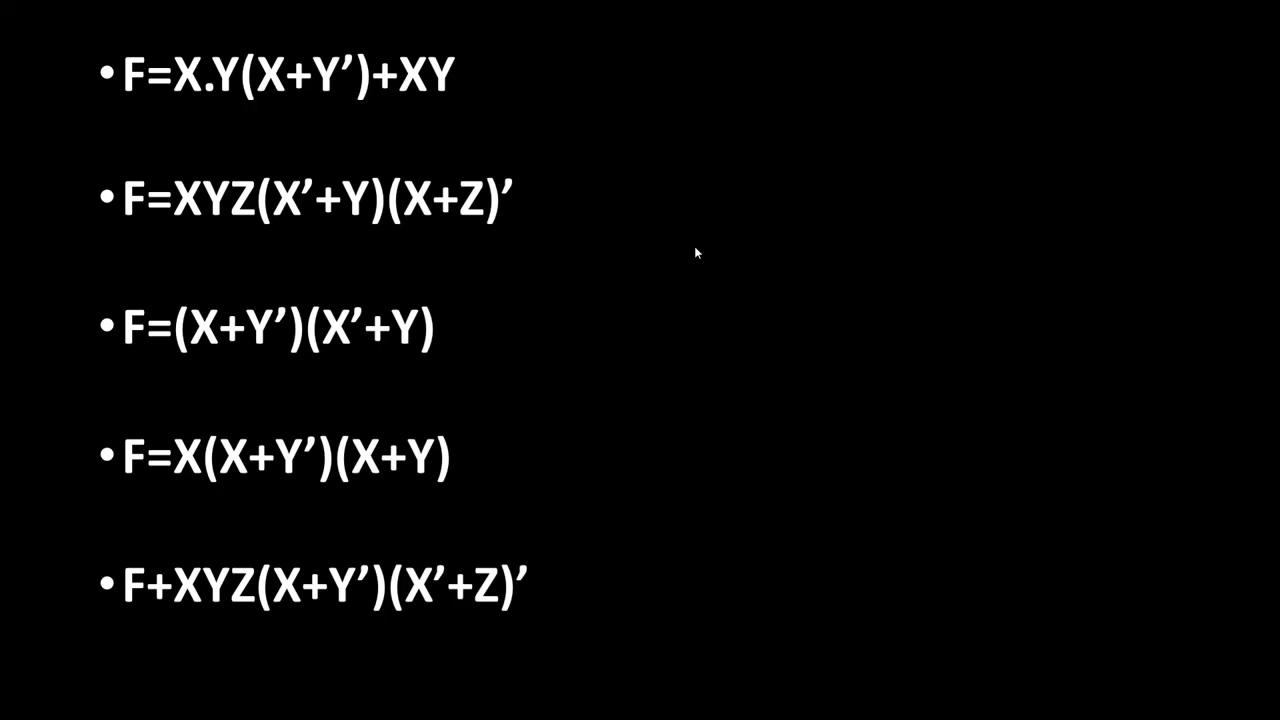 • F=X.Y(X+Y’)+XY
• F=XYZ(X’+Y)(X+Z)’
• F=(X+Y’)(X’+Y)
• F=X(X+Y’)(X+Y)
• F+XYZ(X+Y’)(X’+Z)’